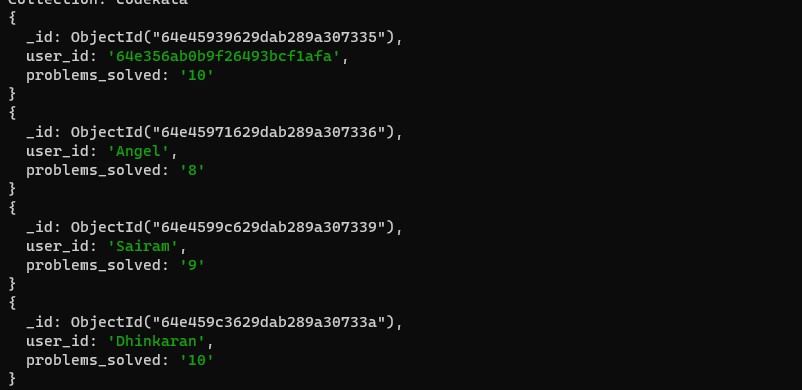 Collection: Codekata
{
  _id: ObjectId("64e45939629dab289a307335"),
  user_id: '64e356ab0b9f26493bcf1afa',
  problems_solved: '10'
}
{
  _id: ObjectId("64e45971629dab289a307336"),
  user_id: 'Angel',
  problems_solved: '8'
}
{
  _id: ObjectId("64e4599c629dab289a307339"),
  user_id: 'Sairam',
  problems_solved: '9'
}
{
  _id: ObjectId("64e459c3629dab289a30733a"),
  user_id: 'Dhinkaran',
  problems_solved: '10'
}